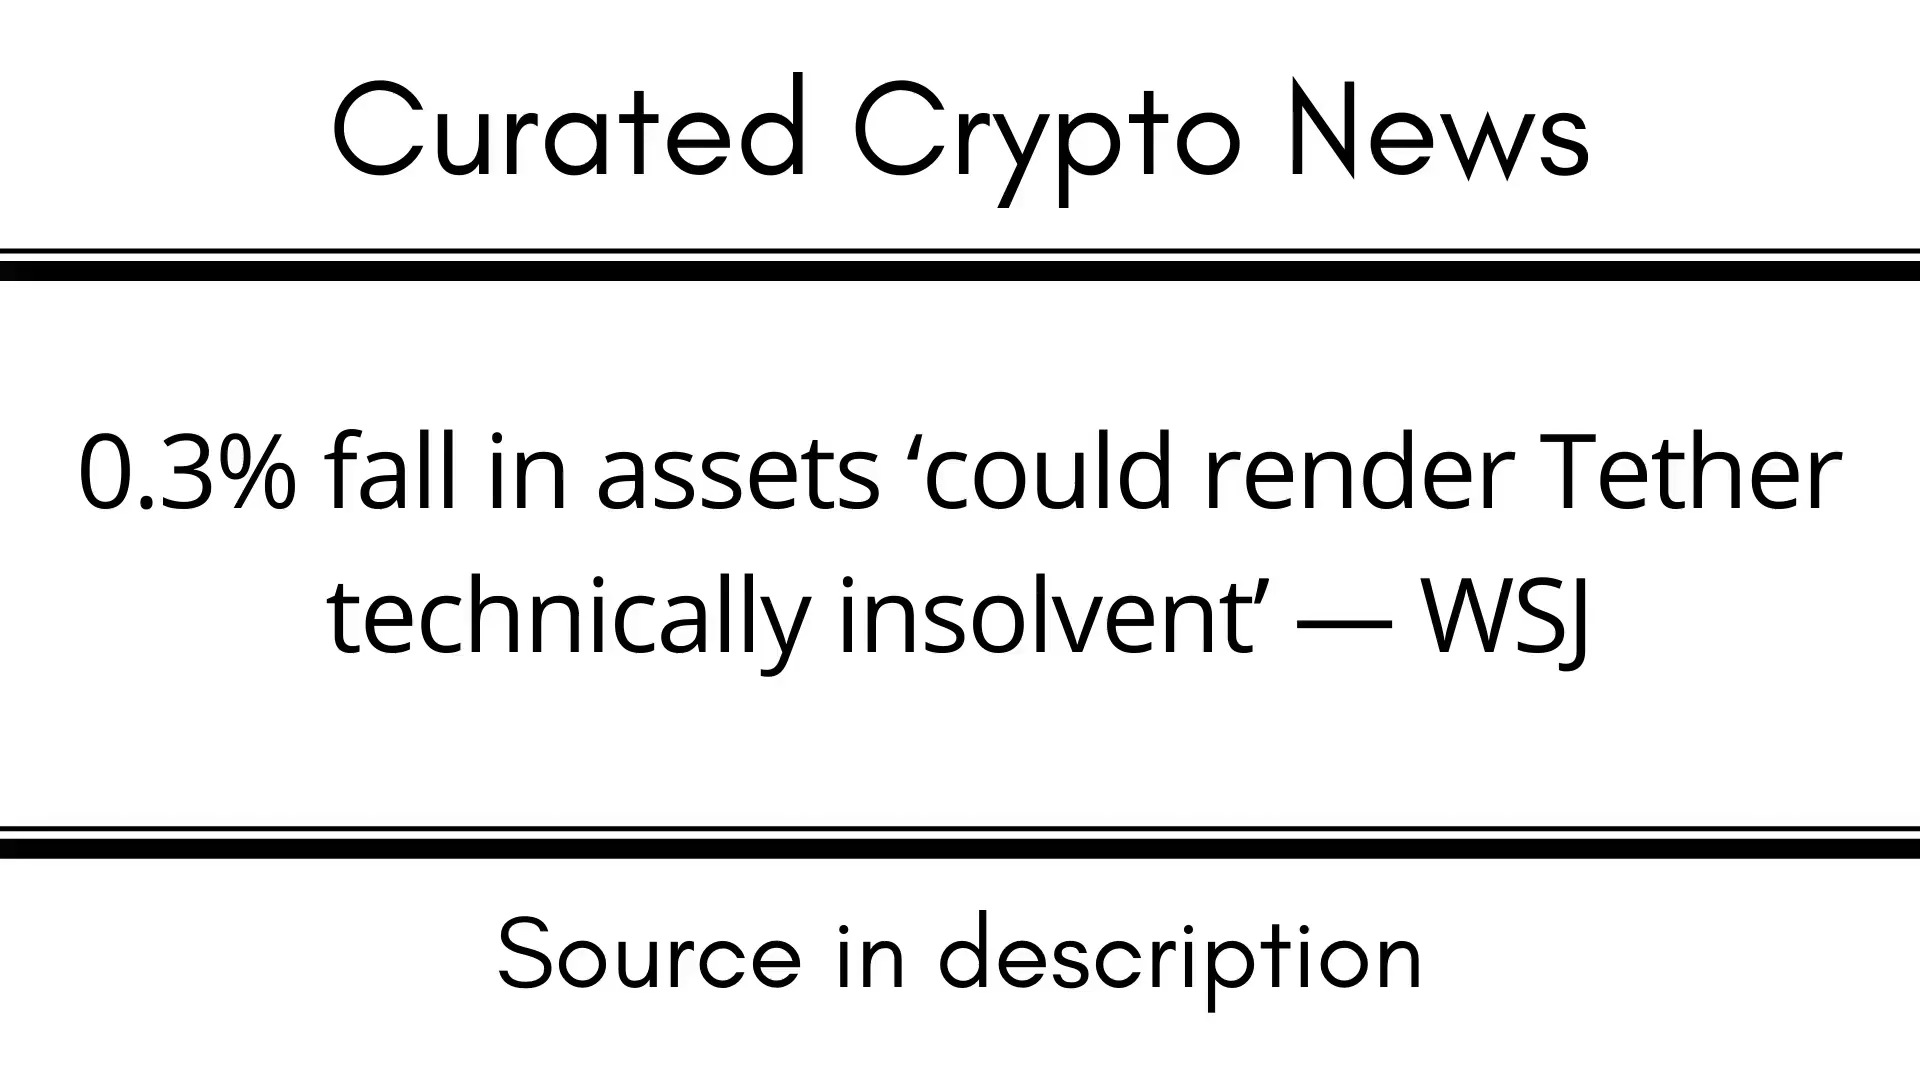 Curated Crypto News
0.3% fall in assets ‘could render Tether
technically insolvent’ — WSJ
Source in description